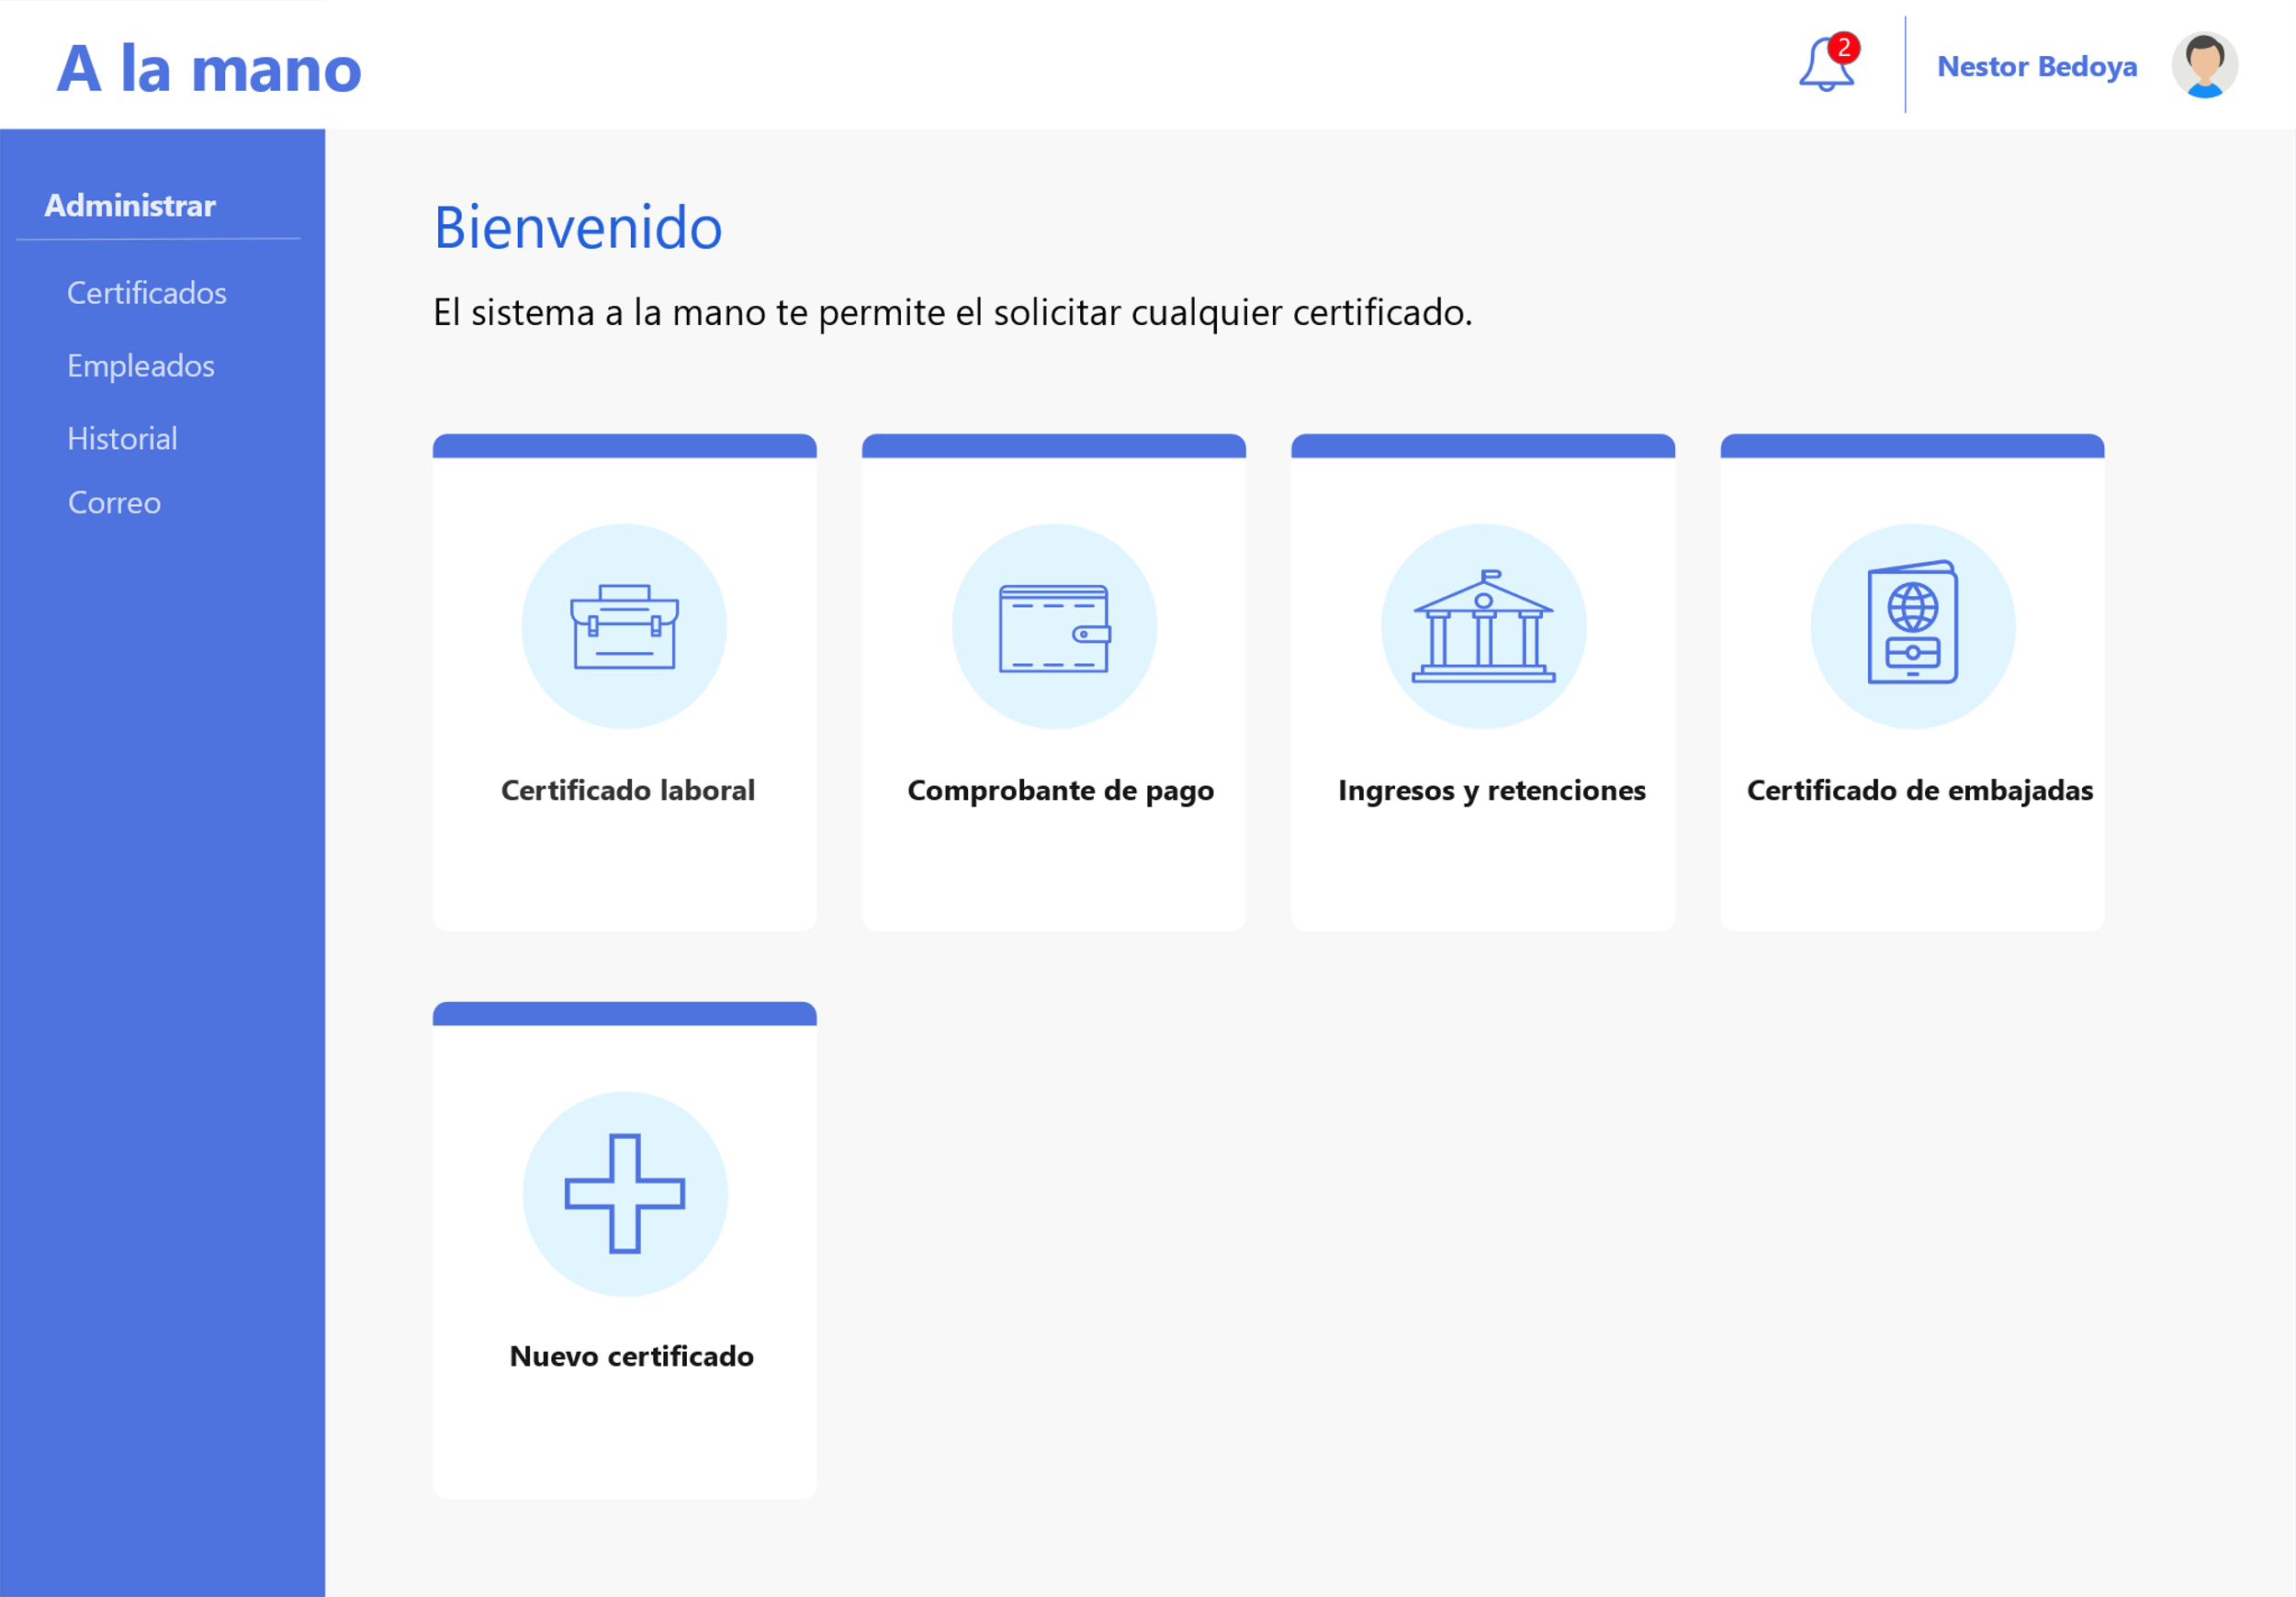 A la mano
2
Nestor Bedoya
Administrar
Certificados
Empleados
Historial
Correo
Bienvenido
El sistema a la mano te permite el solicitar cualquier certificado.
Certificado laboral
Comprobante de pago
Ingresos y retenciones
Certificado de embajadas
Nuevo certificado